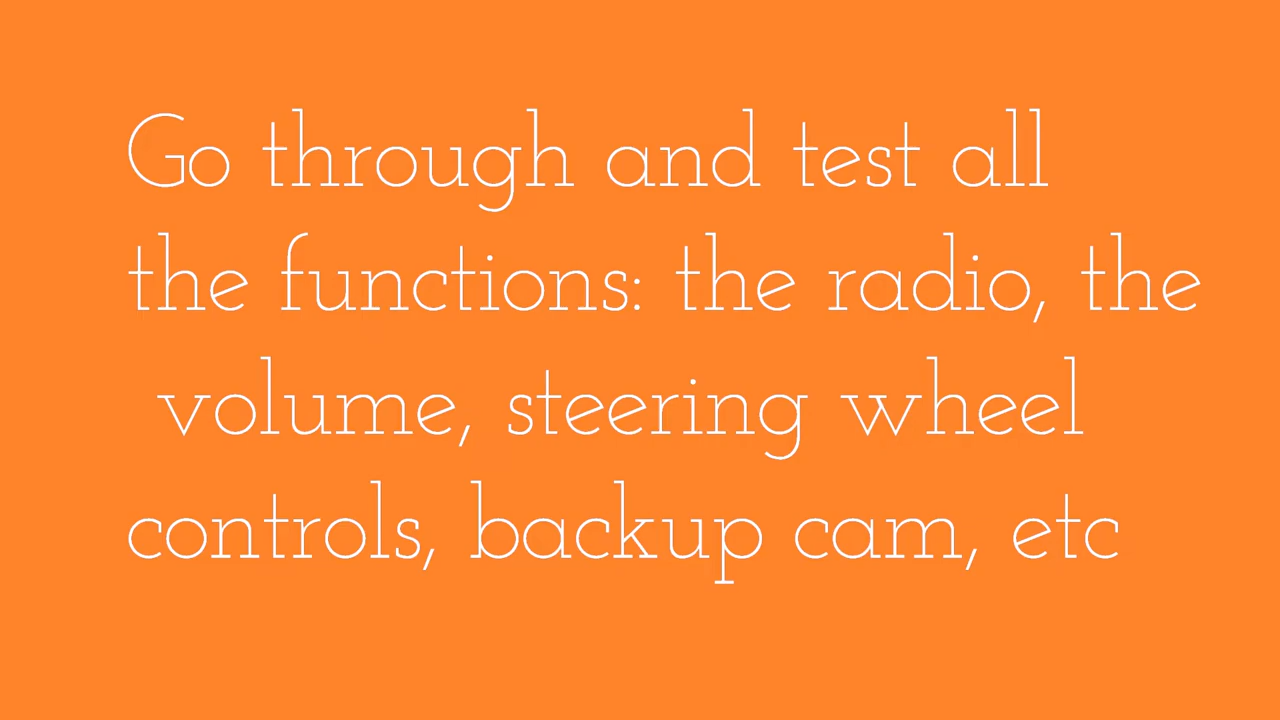 Go through and test all
the functions: the radio, the
volume, steering wheel
controls, backup cam, etc